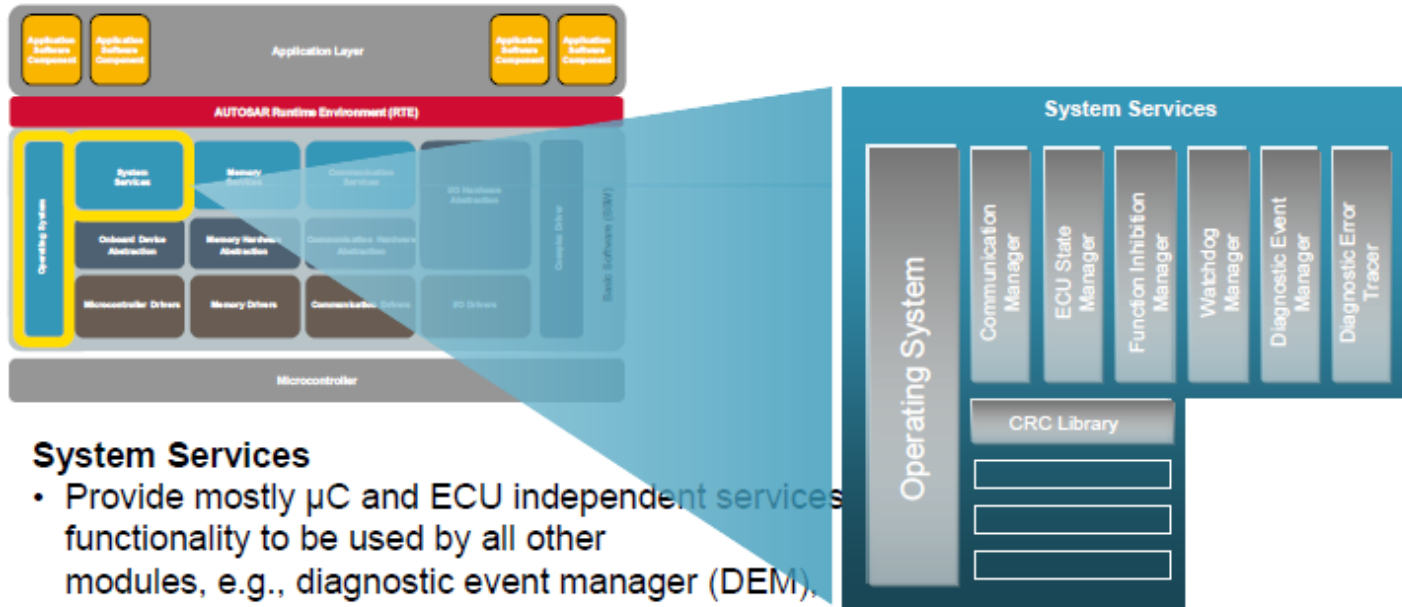 Application
Software
Component
Application
Software
Component
Application Layer
Application
Software
Component
Application
Software
Component
AUTOSAR Runtime Environment (RTE)
Operating System
System
Services
Memory
Services
Communication
Services
I/O Hardware
Abstraction
Onboard Device
Abstraction
Memory Hardware
Abstraction
Communication Hardware
Abstraction
Microcontroller Drivers
Memory Drivers
Communication Drivers
I/O Drivers
Complex Driver
Basic Software (BSW)
Microcontroller
System Services
Operating System
Communication
Manager
ECU State
Manager
Function Inhibition
Manager
Watchdog
Manager
Diagnostic Event
Manager
Diagnostic Error
Tracer
CRC Library
System Services
• Provide mostly µC and ECU independent services
functionality to be used by all other
modules, e.g., diagnostic event manager (DEM),